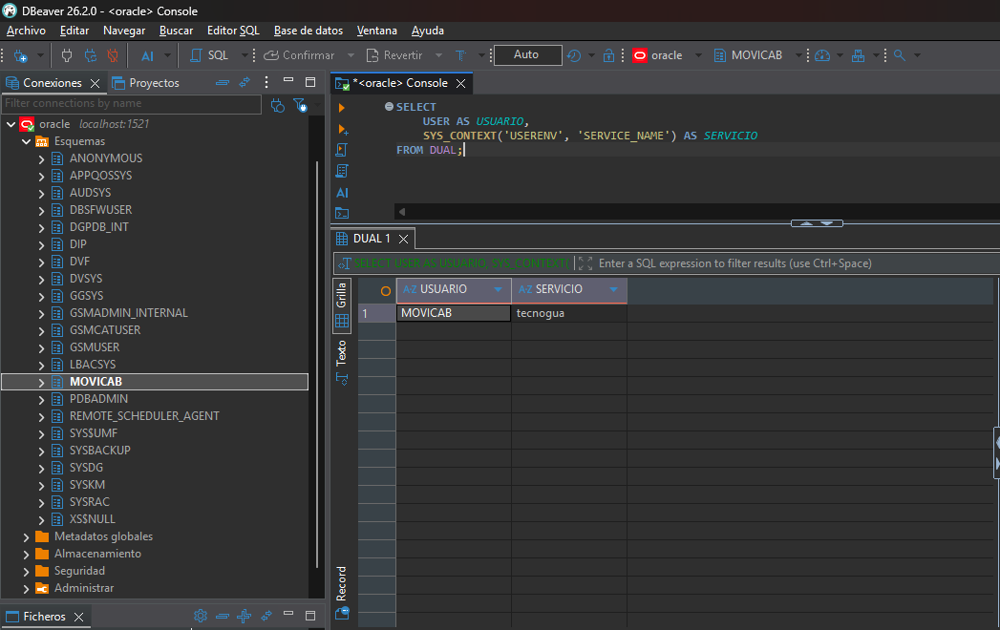 DBeaver 26.2.0 - <oracle> Console
Archivo Editar Navegar Buscar Editor SQL Base de datos Ventana Ayuda
AI SQL Confirmar Revertir T Auto oracle MOVICAB
Conexiones Proyectos
Filter connections by name
oracle localhost:1521
Esquemas
ANONYMOUS
APPQOSSYS
AUDSYS
DBSFWUSER
DGPDB_INT
DIP
DVF
DVSYS
GGSYS
GSMADMIN_INTERNAL
GSMCATUSER
GSMUSER
LBACSYS
MOVICAB
PDBADMIN
REMOTE_SCHEDULER_AGENT
SYS$UMF
SYSBACKUP
SYSDG
SYSKM
SYSRAC
XS$NULL
Metadatos globales
Almacenamiento
Seguridad
Administrar
Ficheros
*<oracle> Console
SELECT
USER AS USUARIO,
SYS_CONTEXT('USERENV', 'SERVICE_NAME') AS SERVICIO
FROM DUAL;
AI
DUAL 1
SELECT USER AS USUARIO, SYS_CONTEXT( Enter a SQL expression to filter results (use Ctrl+Space)
Grilla
Texto
Record
A-Z USUARIO A-Z SERVICIO
1 MOVICAB tecnogua